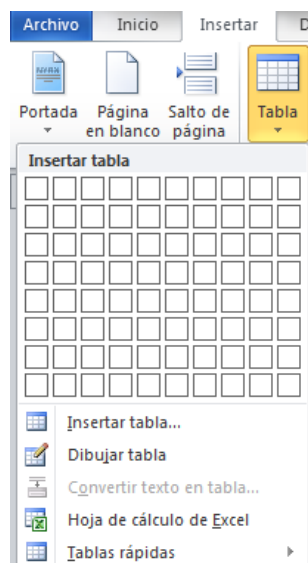 Archivo Inicio Insertar D
Portada Página en blanco Salto de página Tabla
Insertar tabla
Insertar tabla...
Dibujar tabla
Convertir texto en tabla...
Hoja de cálculo de Excel
Tablas rápidas